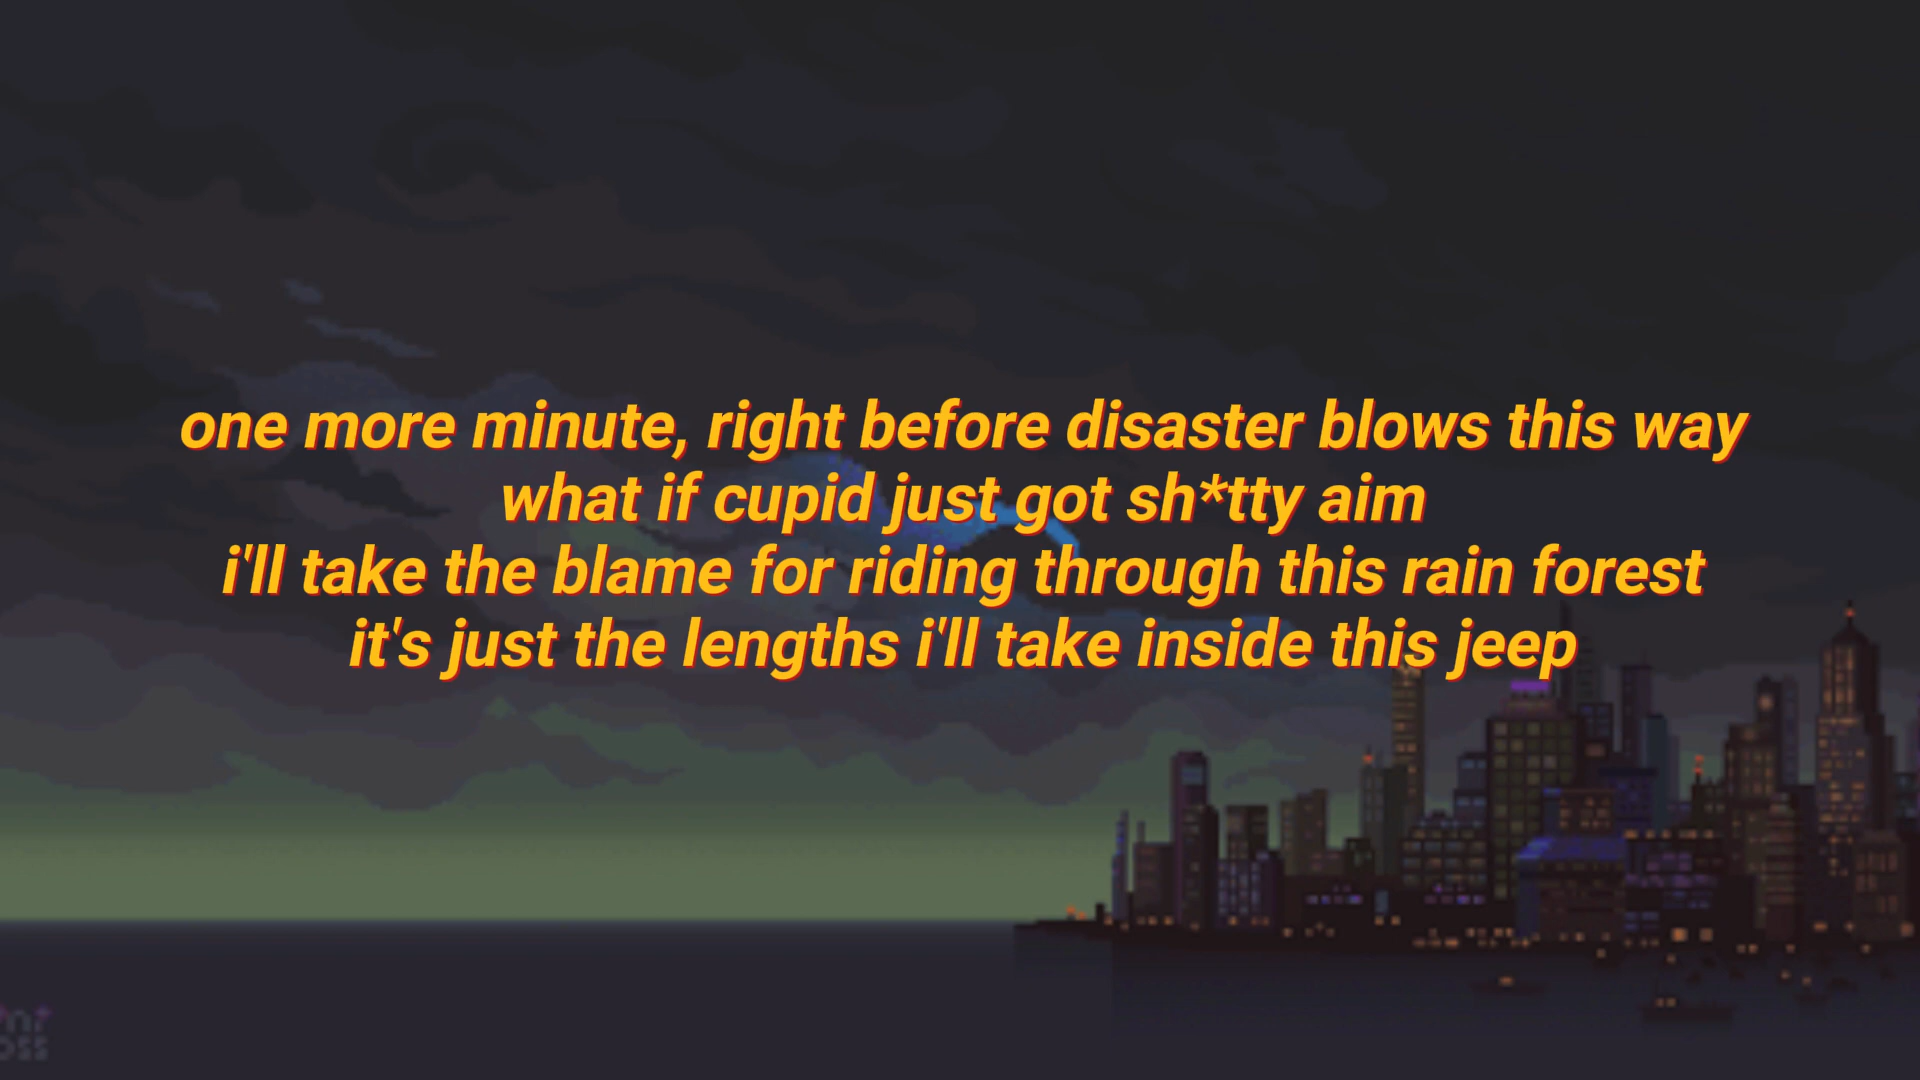 one more minute, right before disaster blows this way
what if cupid just got sh*tty aim
i'll take the blame for riding through this rain forest
it's just the lengths i'll take inside this jeep